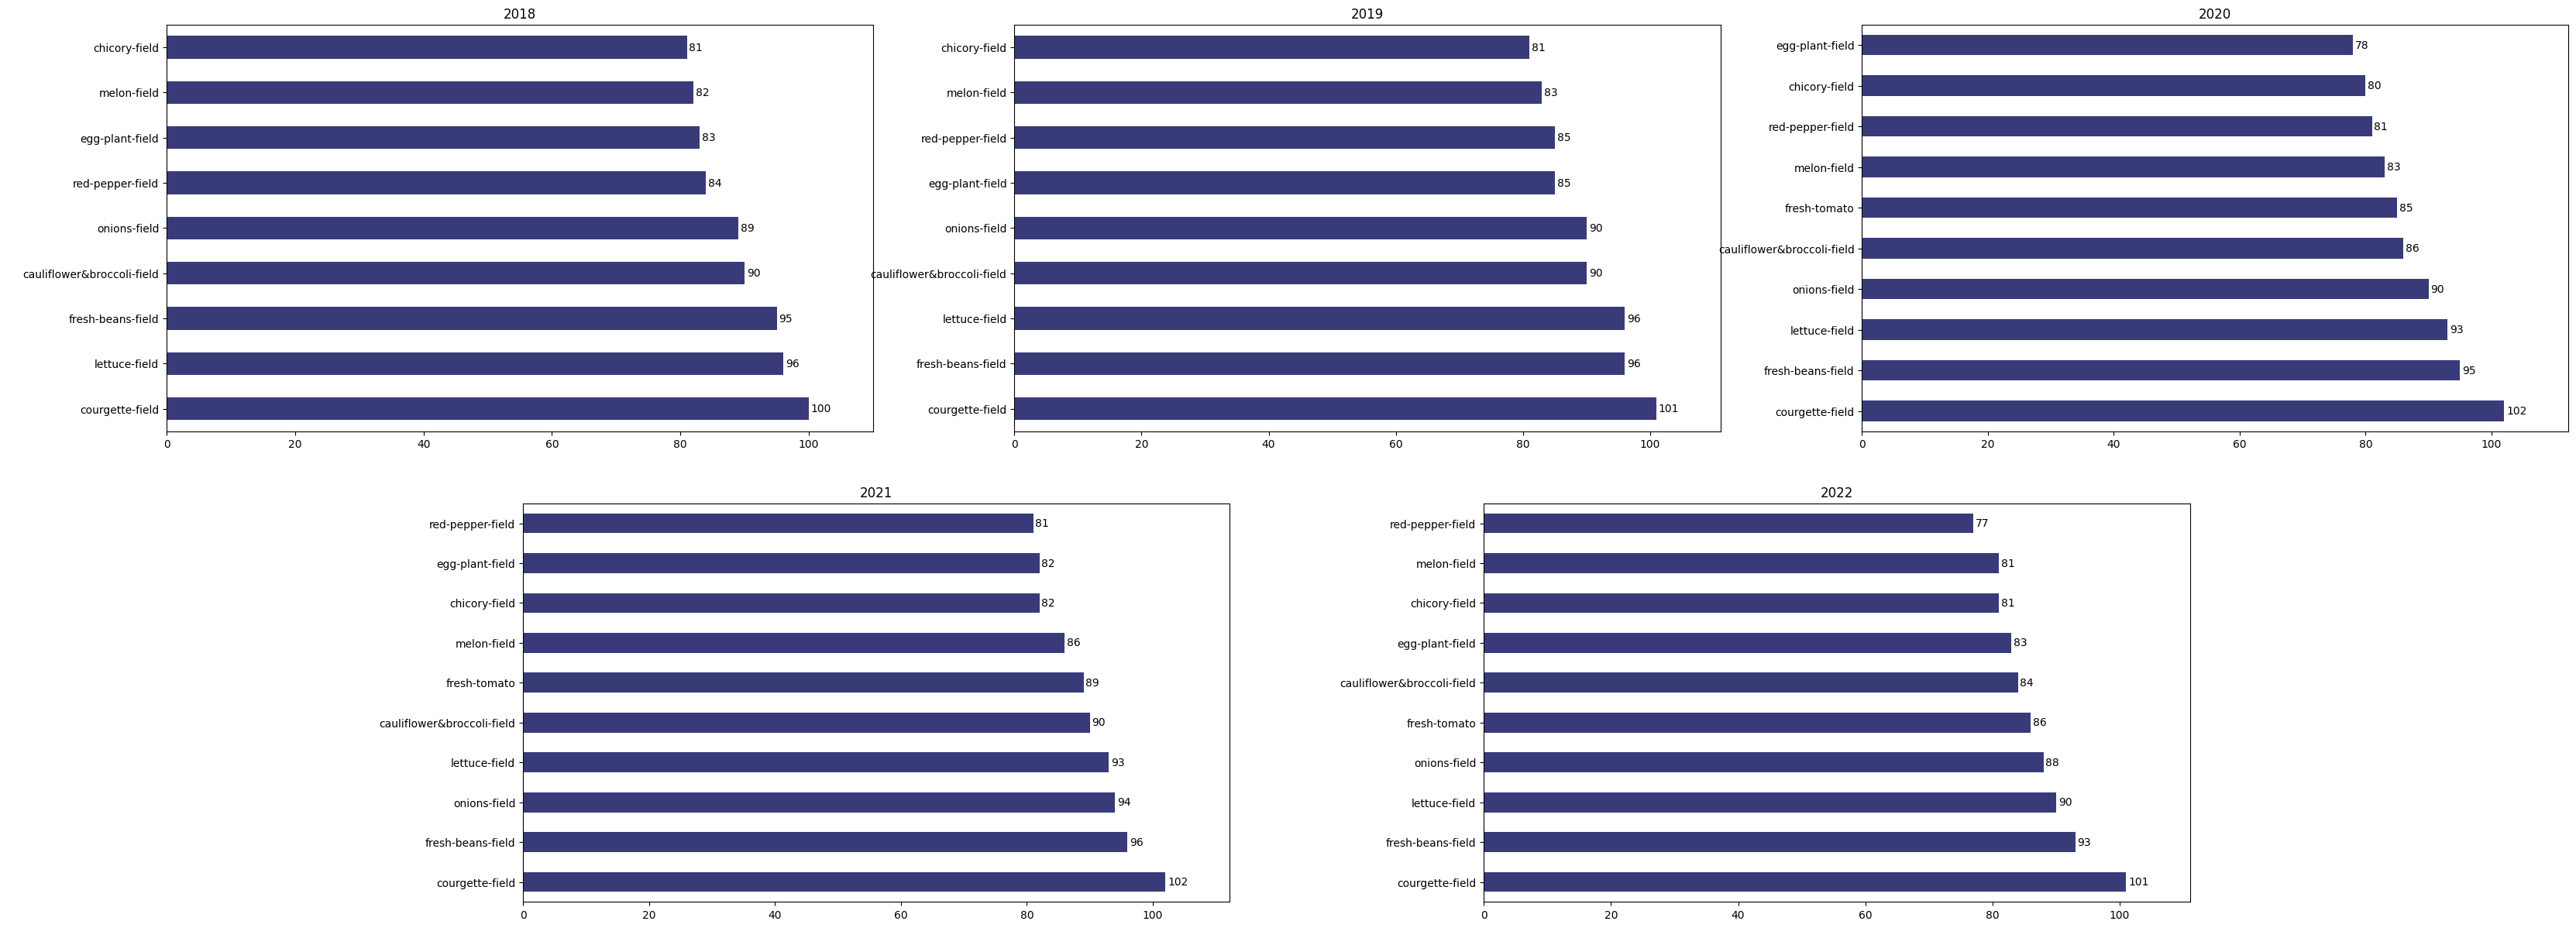 2018
chicory-field 81
melon-field 82
egg-plant-field 83
red-pepper-field 84
onions-field 89
cauliflower&broccoli-field 90
fresh-beans-field 95
lettuce-field 96
courgette-field 100
0 20 40 60 80 100
2019
chicory-field 81
melon-field 83
red-pepper-field 85
egg-plant-field 85
onions-field 90
cauliflower&broccoli-field 90
lettuce-field 96
fresh-beans-field 96
courgette-field 101
0 20 40 60 80 100
2020
egg-plant-field 78
chicory-field 80
red-pepper-field 81
melon-field 83
fresh-tomato 85
cauliflower&broccoli-field 86
onions-field 90
lettuce-field 93
fresh-beans-field 95
courgette-field 102
0 20 40 60 80 100
2021
red-pepper-field 81
egg-plant-field 82
chicory-field 82
melon-field 86
fresh-tomato 89
cauliflower&broccoli-field 90
lettuce-field 93
onions-field 94
fresh-beans-field 96
courgette-field 102
0 20 40 60 80 100
2022
red-pepper-field 77
melon-field 81
chicory-field 81
egg-plant-field 83
cauliflower&broccoli-field 84
fresh-tomato 86
onions-field 88
lettuce-field 90
fresh-beans-field 93
courgette-field 101
0 20 40 60 80 100